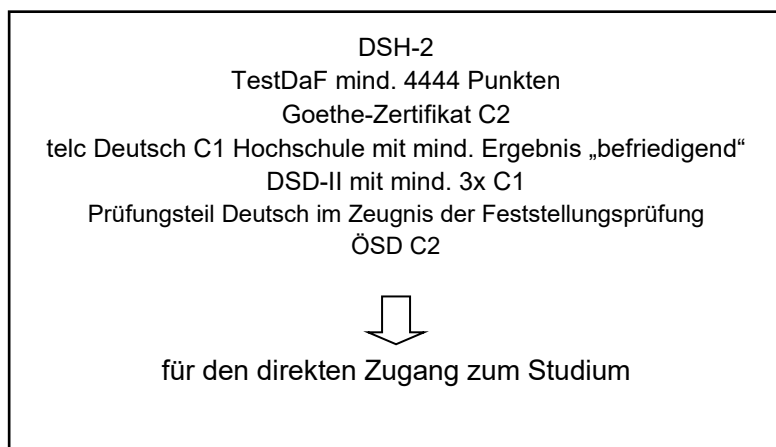 DSH-2
TestDaF mind. 4444 Punkten
Goethe-Zertifikat C2
telc Deutsch C1 Hochschule mit mind. Ergebnis „befriedigend“
DSD-II mit mind. 3x C1
Prüfungsteil Deutsch im Zeugnis der Feststellungsprüfung
ÖSD C2
für den direkten Zugang zum Studium